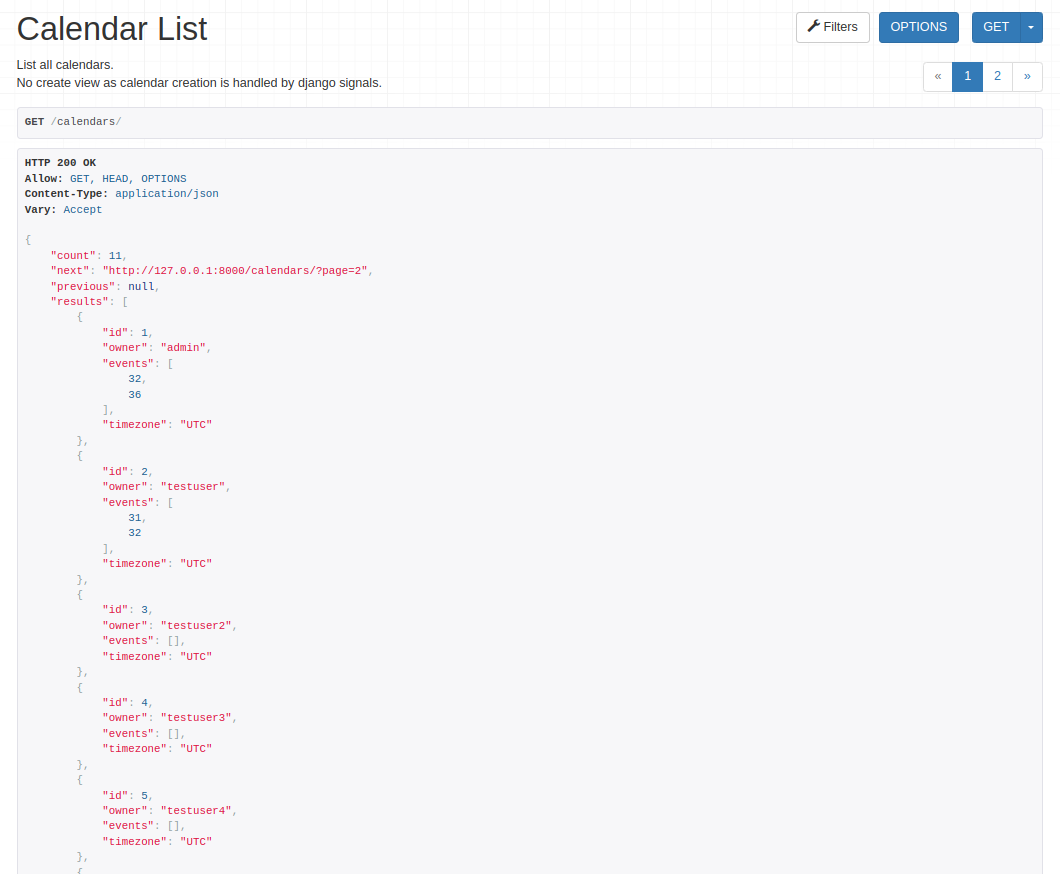 Calendar List
Filters
OPTIONS
GET
List all calendars.
No create view as calendar creation is handled by django signals.
« 1 2 »
GET /calendars/
HTTP 200 OK
Allow: GET, HEAD, OPTIONS
Content-Type: application/json
Vary: Accept
{
    "count": 11,
    "next": "http://127.0.0.1:8000/calendars/?page=2",
    "previous": null,
    "results": [
        {
            "id": 1,
            "owner": "admin",
            "events": [
                32,
                36
            ],
            "timezone": "UTC"
        },
        {
            "id": 2,
            "owner": "testuser",
            "events": [
                31,
                32
            ],
            "timezone": "UTC"
        },
        {
            "id": 3,
            "owner": "testuser2",
            "events": [],
            "timezone": "UTC"
        },
        {
            "id": 4,
            "owner": "testuser3",
            "events": [],
            "timezone": "UTC"
        },
        {
            "id": 5,
            "owner": "testuser4",
            "events": [],
            "timezone": "UTC"
        },
        {